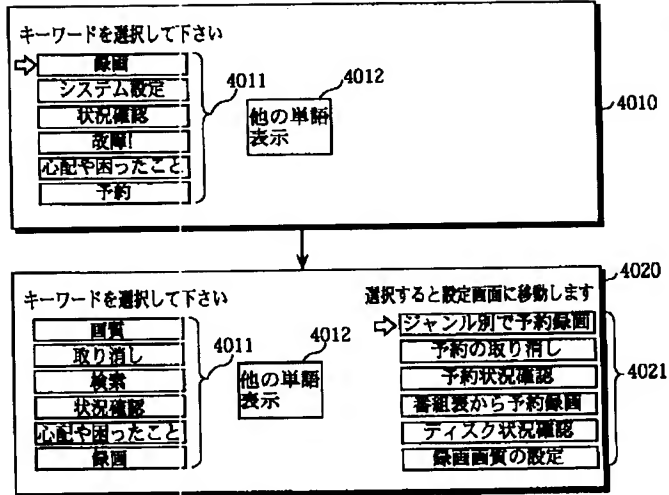 キーワードを選択して下さい
録画
システム設定
状況確認
故障!
心配や困ったこと
予約
4011
4012
他の単語
表示
4010
4020
キーワードを選択して下さい
画質
取り消し
検索
状況確認
心配や困ったこと
録画
4011
4012
他の単語
表示
選択すると設定画面に移動します
ジャンル別で予約録画
予約の取り消し
予約状況確認
番組表から予約録画
ディスク状況確認
録画画質の設定
4021